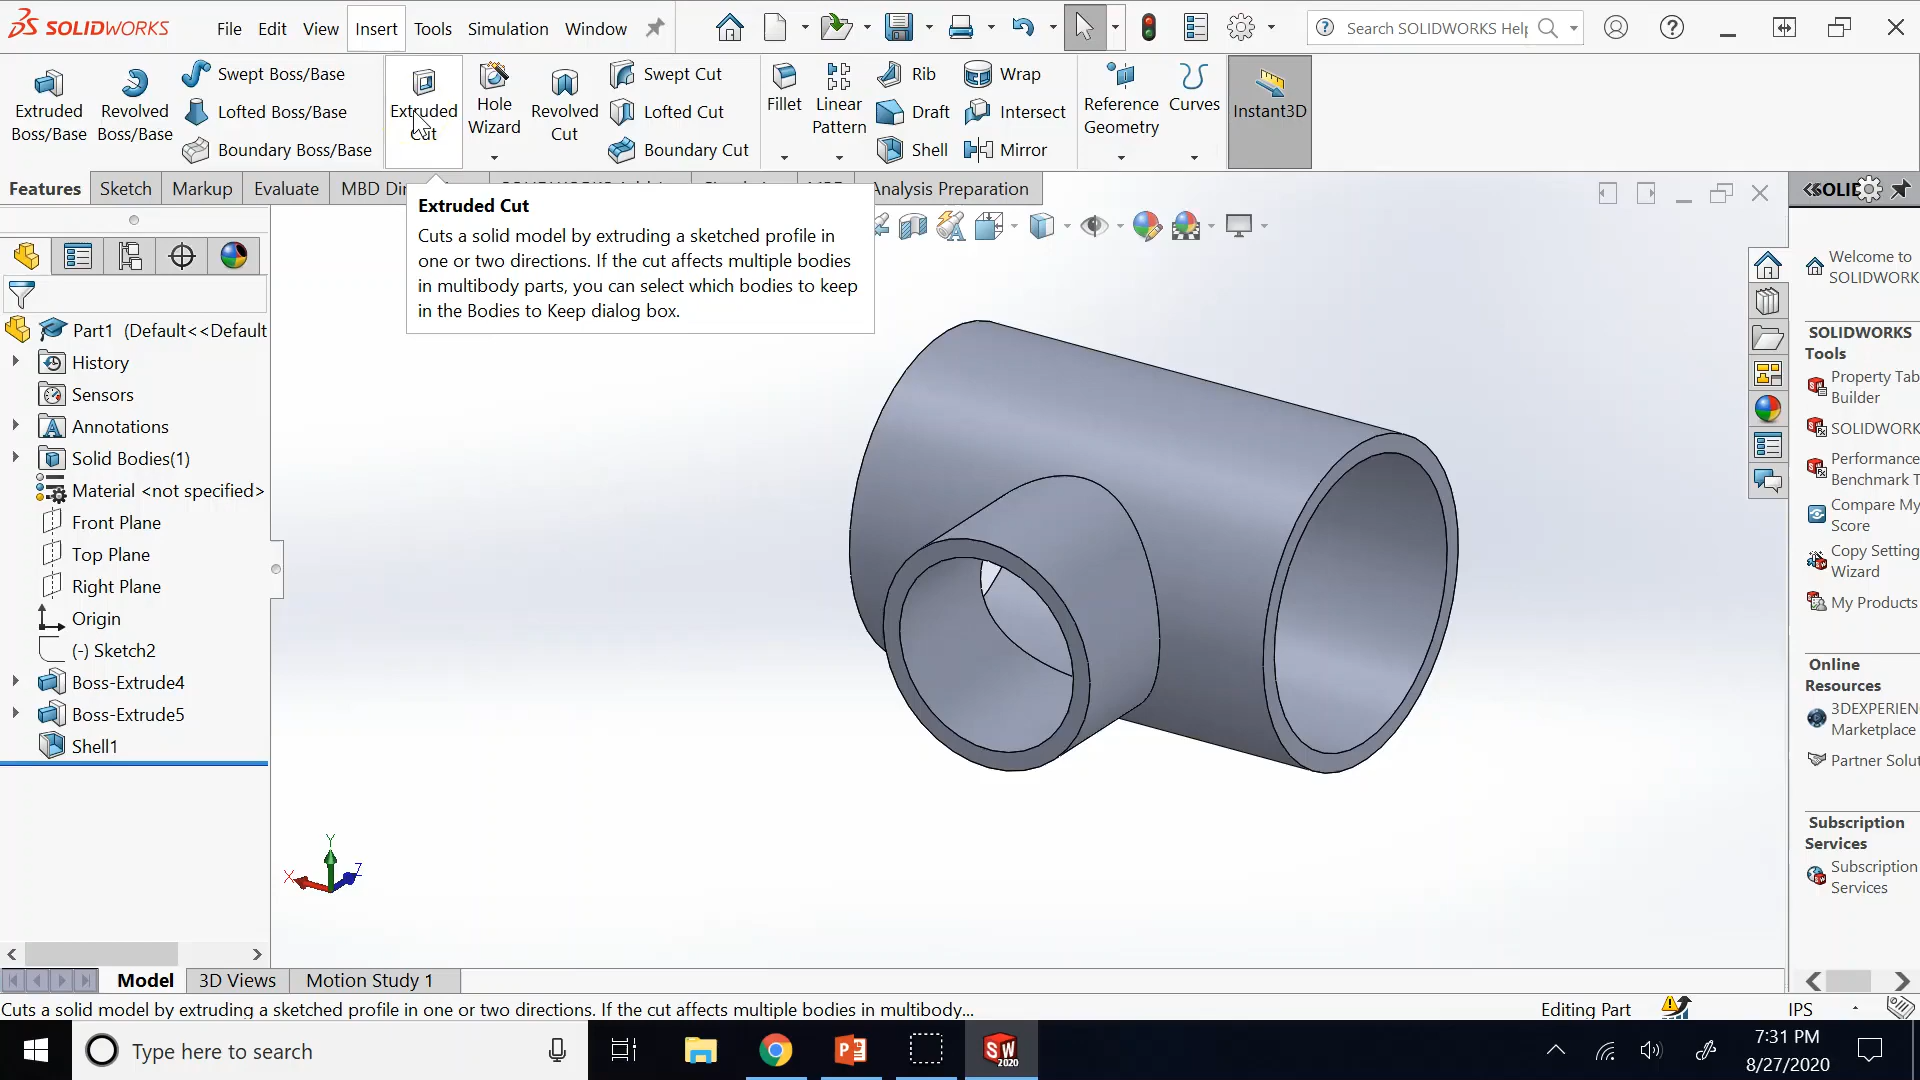 SOLIDWORKS
File Edit View Insert Tools Simulation Window
Search SOLIDWORKS Help
Extruded Boss/Base
Revolved Boss/Base
Swept Boss/Base
Lofted Boss/Base
Boundary Boss/Base
Extruded Cut
Hole Wizard
Revolved Cut
Swept Cut
Lofted Cut
Boundary Cut
Fillet
Linear Pattern
Rib
Draft
Shell
Wrap
Intersect
Mirror
Reference Geometry
Curves
Instant3D
Features Sketch Markup Evaluate MBD Analysis Preparation
Extruded Cut
Cuts a solid model by extruding a sketched profile in
one or two directions. If the cut affects multiple bodies
in multibody parts, you can select which bodies to keep
in the Bodies to Keep dialog box.
Part1 (Default<<Default
History
Sensors
Annotations
Solid Bodies(1)
Material <not specified>
Front Plane
Top Plane
Right Plane
Origin
(-) Sketch2
Boss-Extrude4
Boss-Extrude5
Shell1
Y
X
Z
SOLID
Welcome to
SOLIDWORK
SOLIDWORKS
Tools
Property Tab
Builder
SOLIDWORK
Performance
Benchmark T
Compare My
Score
Copy Setting
Wizard
My Products
Online
Resources
3DEXPERIEN
Marketplace
Partner Solu
Subscription
Services
Subscription
Services
Model 3D Views Motion Study 1
Cuts a solid model by extruding a sketched profile in one or two directions. If the cut affects multiple bodies in multibody...
Editing Part
IPS
Type here to search
SW
2020
7:31 PM
8/27/2020